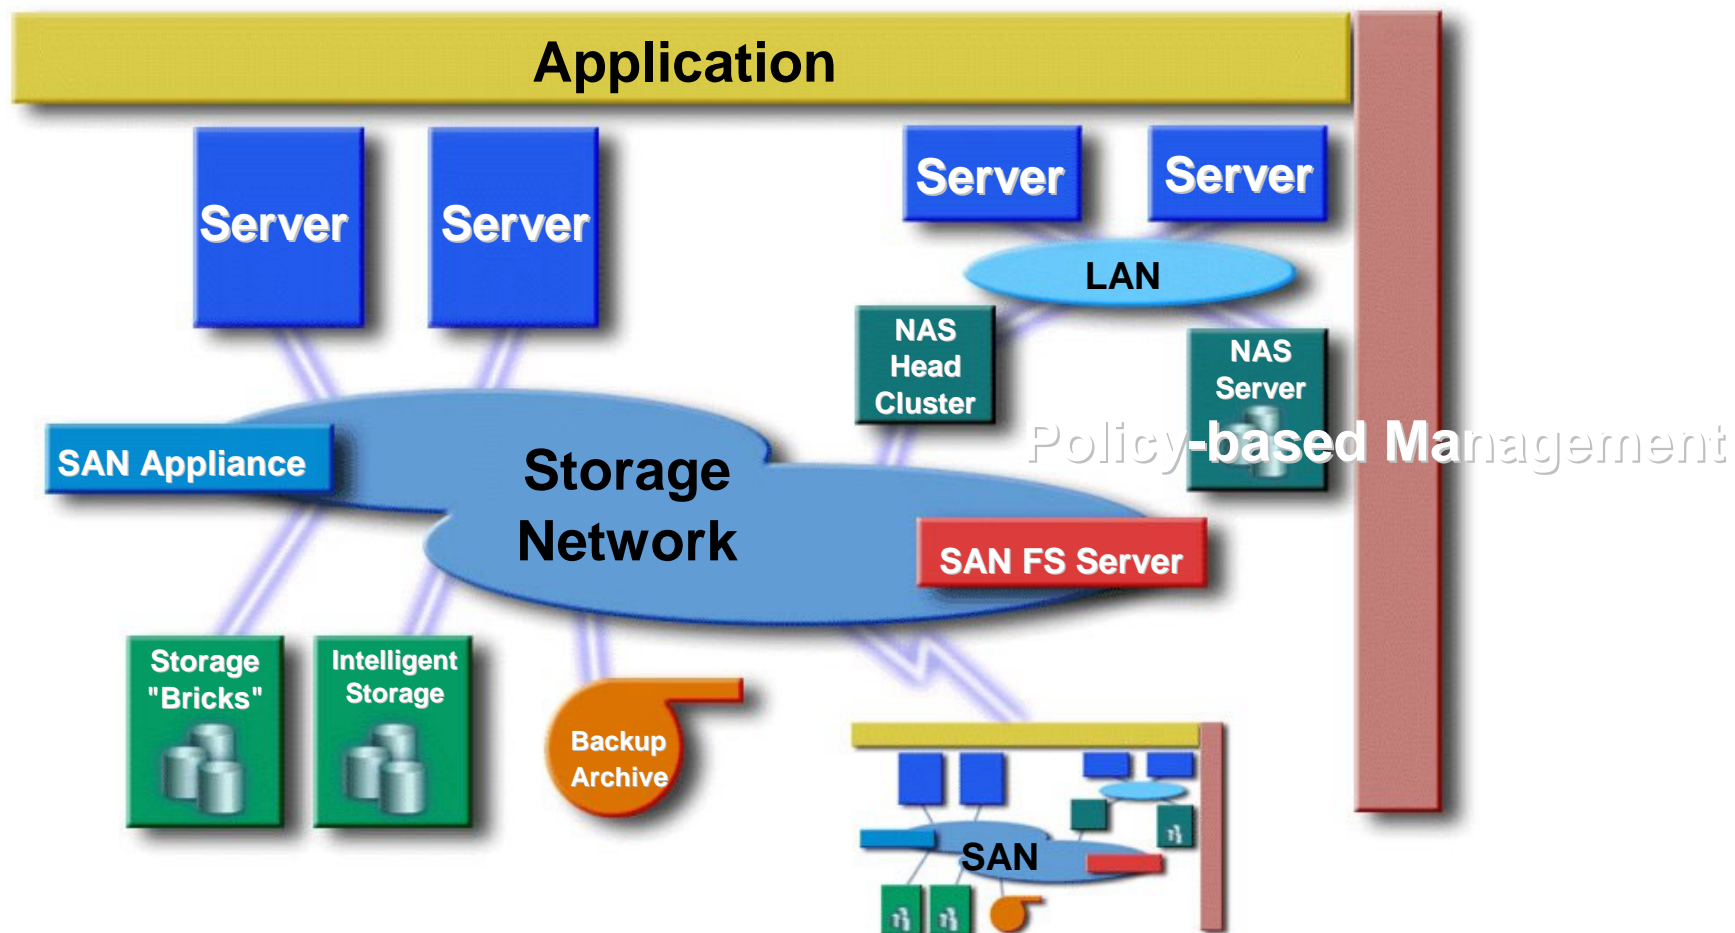 Application
Server
Server
Server
Server
LAN
NAS
Head
Cluster
NAS
Server
Policy-based Management
SAN Appliance
Storage
Network
SAN FS Server
Storage
"Bricks"
Intelligent
Storage
Backup
Archive
SAN